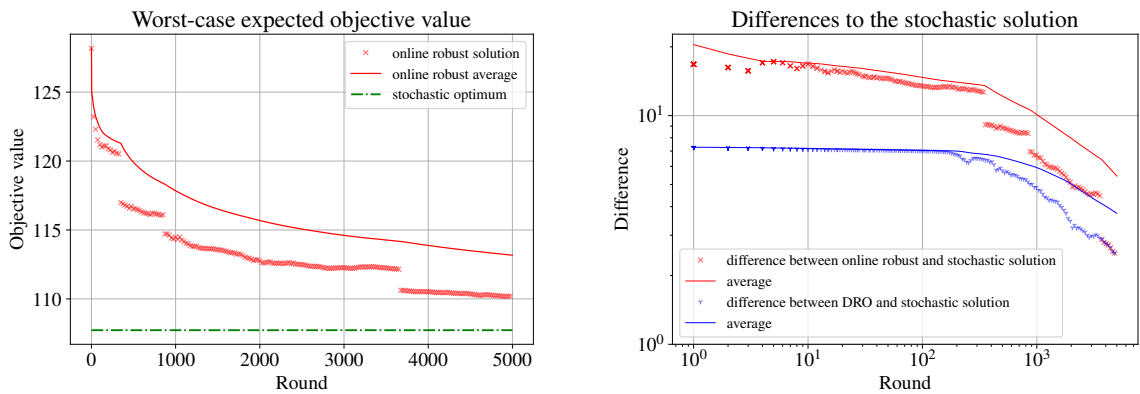 Worst-case expected objective value
Objective value
125
120
115
110
0
1000
2000
3000
4000
5000
Round
online robust solution
online robust average
stochastic optimum
Differences to the stochastic solution
Difference
10¹
10⁰
10⁰
10¹
10²
10³
Round
difference between online robust and stochastic solution
average
difference between DRO and stochastic solution
average